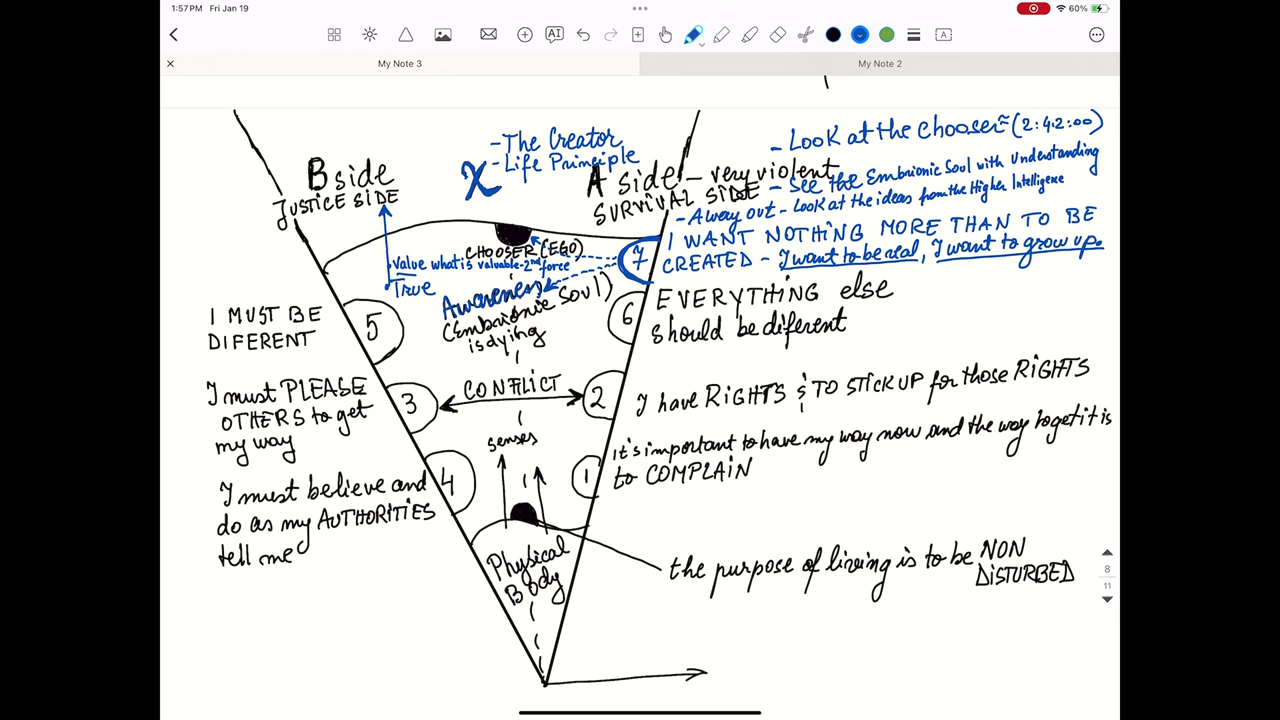 1:57PM Fri Jan 19
60%
My Note 3
My Note 2
B side
JUSTICE SIDE
X
- The Creator
- Life Principle
A side - very violent
SURVIVAL SIDE
- Look at the chooser ~ (2:42:00)
- See the Embrionic Soul with Understanding
- A way out - Look at the ideas from the Higher Intelligence
7
I WANT NOTHING MORE THAN TO BE
CREATED - I want to be real, I want to grow up.
CHOOSER (EGO)
Value what is valuable - 2nd force
True
Awareness
(Embrionic Soul)
is dying
5
I MUST BE
DIFERENT
6
EVERYTHING else
should be diferent
3
I must PLEASE
OTHERS to get
my way
CONFLICT
2
I have RIGHTS & TO STICK UP for those RIGHTS
senses
4
I must believe and
do as my AUTHORITIES
tell me
1
it's important to have my way now and the way to get it is
to COMPLAIN
Physical
Body
the purpose of living is to be NON
DISTURBED
8
11